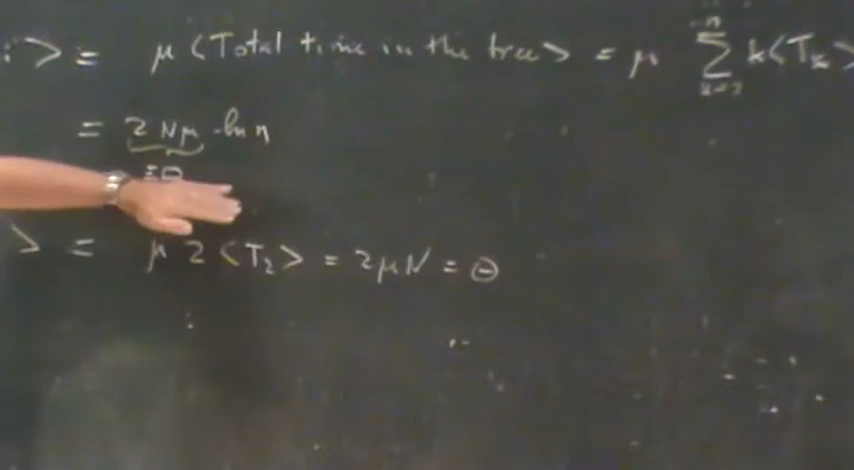 > = μ <Total time in the tree> = μ ∑ k<T_k>
= 2Nμ · ln n
= Θ
> = μ 2 <T₂> = 2μN = Θ